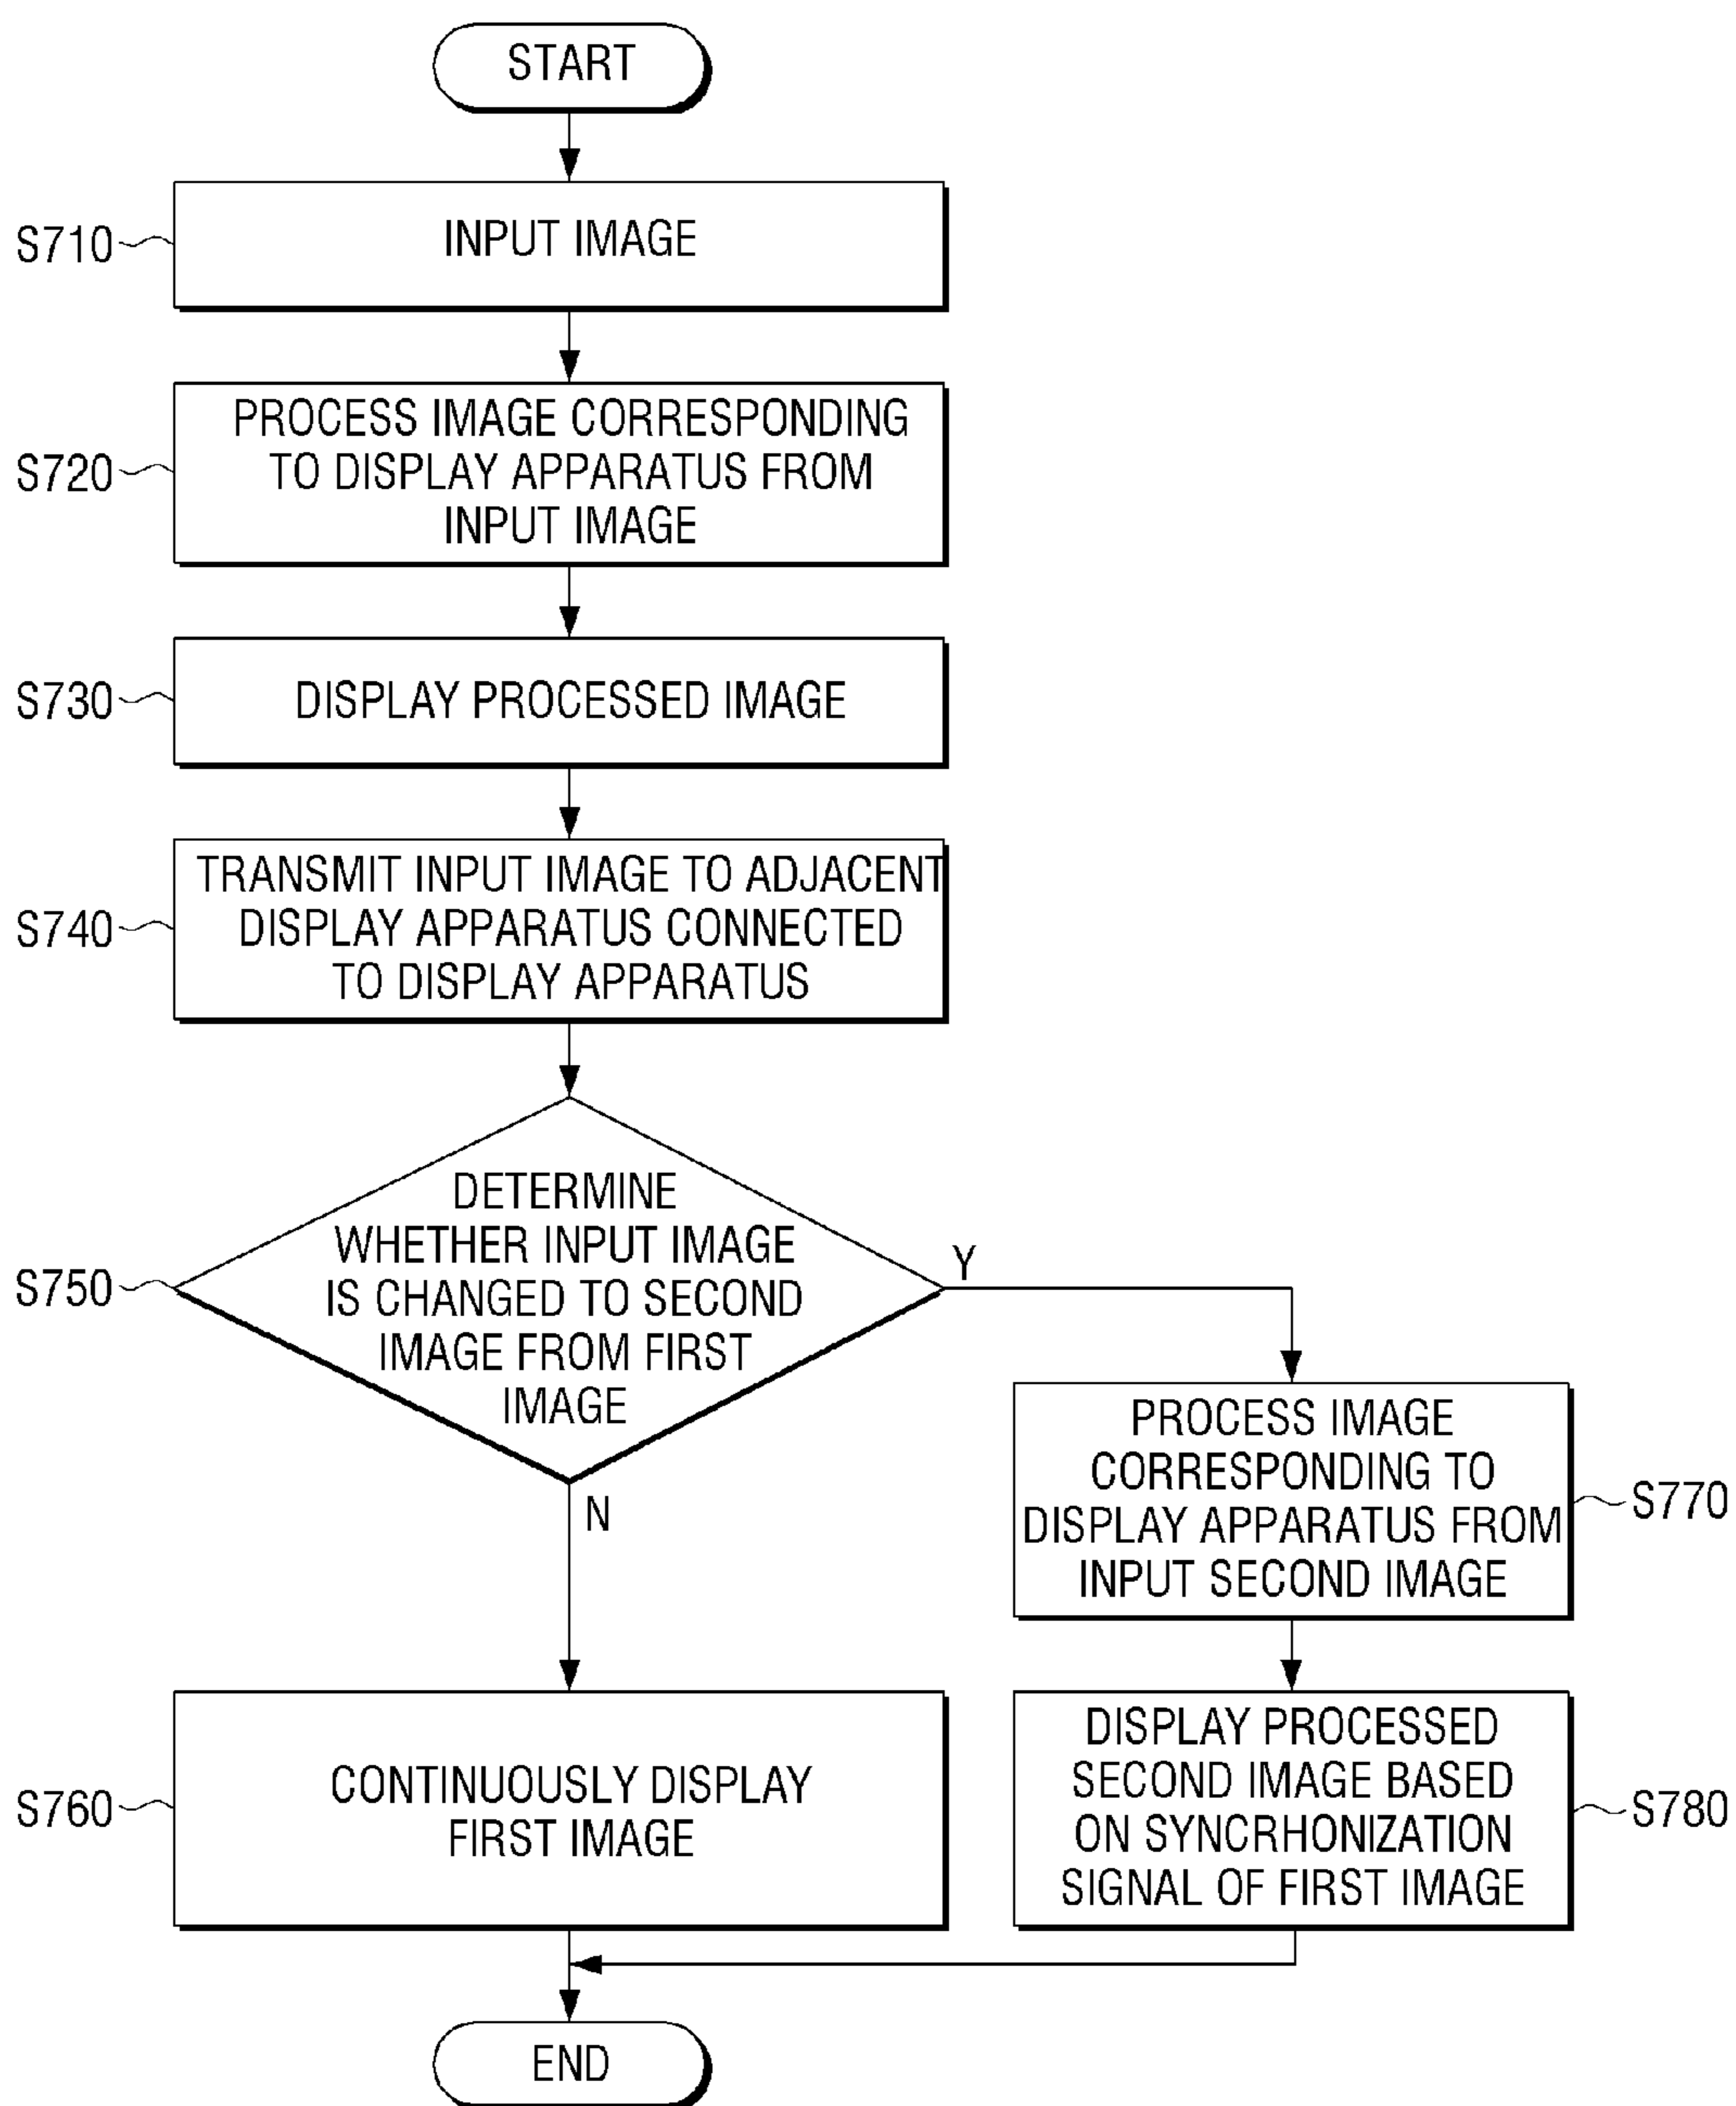 START
S710
INPUT IMAGE
S720
PROCESS IMAGE CORRESPONDING
TO DISPLAY APPARATUS FROM
INPUT IMAGE
S730
DISPLAY PROCESSED IMAGE
S740
TRANSMIT INPUT IMAGE TO ADJACENT
DISPLAY APPARATUS CONNECTED
TO DISPLAY APPARATUS
S750
DETERMINE
WHETHER INPUT IMAGE
IS CHANGED TO SECOND
IMAGE FROM FIRST
IMAGE
Y
N
PROCESS IMAGE
CORRESPONDING TO
DISPLAY APPARATUS FROM
INPUT SECOND IMAGE
S770
S760
CONTINUOUSLY DISPLAY
FIRST IMAGE
DISPLAY PROCESSED
SECOND IMAGE BASED
ON SYNCRHONIZATION
SIGNAL OF FIRST IMAGE
S780
END